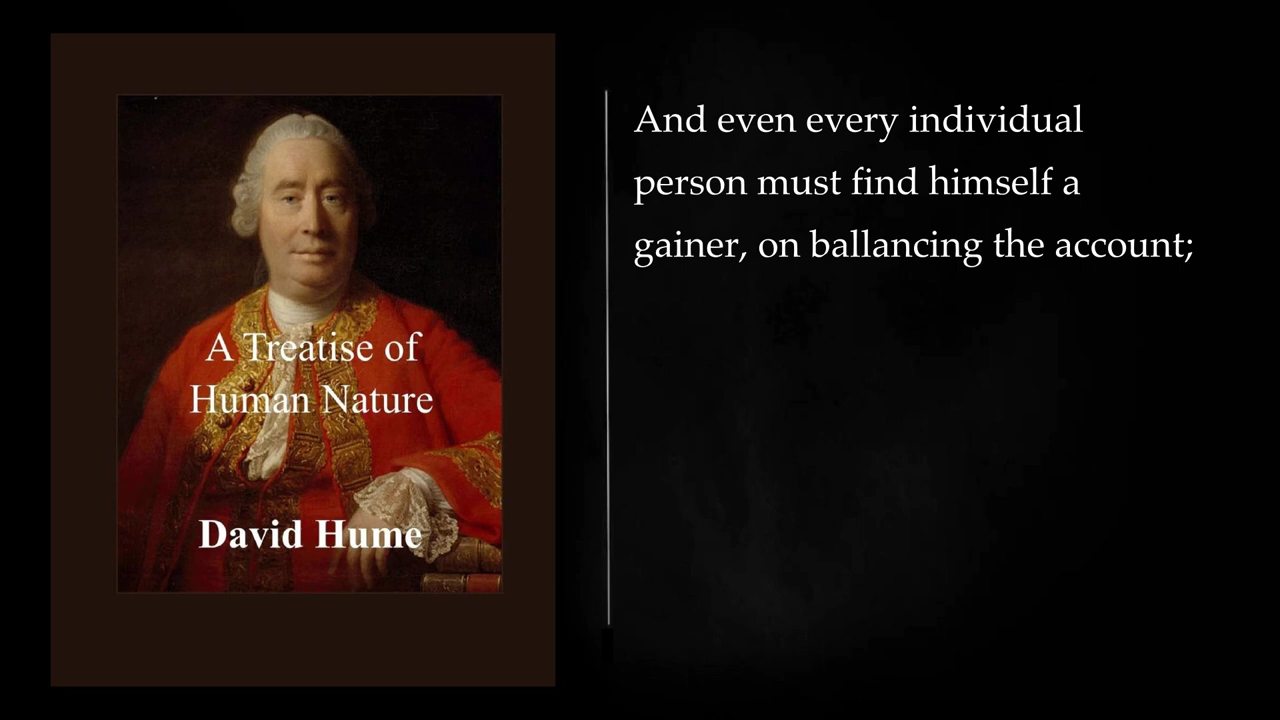 A Treatise of
Human Nature
David Hume
And even every individual
person must find himself a
gainer, on ballancing the account;